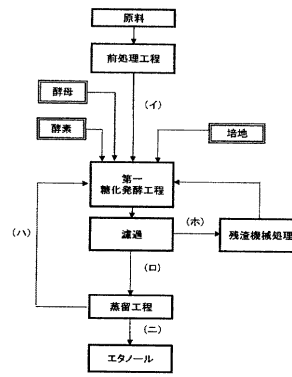 原料
前処理工程
酵母
(イ)
酵素
培地
第一
糖化発酵工程
(ハ)
(ホ)
濾過
残渣機械処理
(ロ)
蒸留工程
(ニ)
エタノール